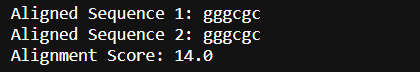 Aligned Sequence 1: gggcgc
Aligned Sequence 2: gggcgc
Alignment Score: 14.0